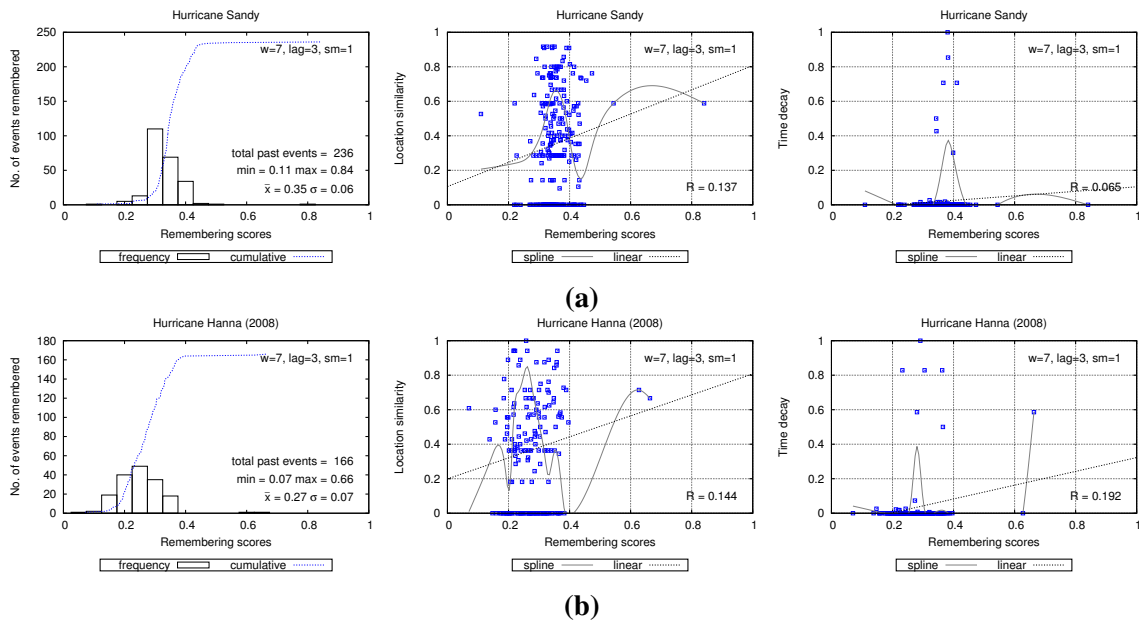 Hurricane Sandy
No. of events remembered
250
200
150
100
50
0
w=7, lag=3, sm=1
total past events = 236
min = 0.11 max = 0.84
x̄ = 0.35 σ = 0.06
0 0.2 0.4 0.6 0.8 1
Remembering scores
frequency cumulative
Hurricane Sandy
Location similarity
1
0.8
0.6
0.4
0.2
0
w=7, lag=3, sm=1
R = 0.137
0 0.2 0.4 0.6 0.8 1
Remembering scores
spline linear
Hurricane Sandy
Time decay
1
0.8
0.6
0.4
0.2
0
w=7, lag=3, sm=1
R = 0.065
0 0.2 0.4 0.6 0.8 1
Remembering scores
spline linear
(a)
Hurricane Hanna (2008)
No. of events remembered
180
160
140
120
100
80
60
40
20
0
w=7, lag=3, sm=1
total past events = 166
min = 0.07 max = 0.66
x̄ = 0.27 σ = 0.07
0 0.2 0.4 0.6 0.8 1
Remembering scores
frequency cumulative
Hurricane Hanna (2008)
Location similarity
1
0.8
0.6
0.4
0.2
0
w=7, lag=3, sm=1
R = 0.144
0 0.2 0.4 0.6 0.8 1
Remembering scores
spline linear
Hurricane Hanna (2008)
Time decay
1
0.8
0.6
0.4
0.2
0
w=7, lag=3, sm=1
R = 0.192
0 0.2 0.4 0.6 0.8 1
Remembering scores
spline linear
(b)